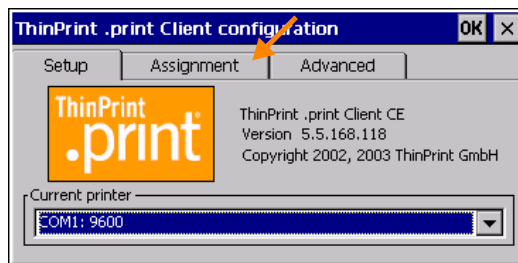 ThinPrint .print Client configuration OK ×
Setup Assignment Advanced
ThinPrint
.print
ThinPrint .print Client CE
Version 5.5.168.118
Copyright 2002, 2003 ThinPrint GmbH
Current printer
COM1: 9600